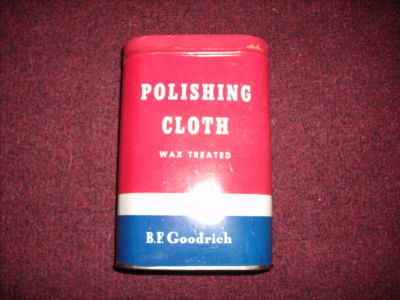 POLISHING
CLOTH
WAX TREATED
B.F. Goodrich